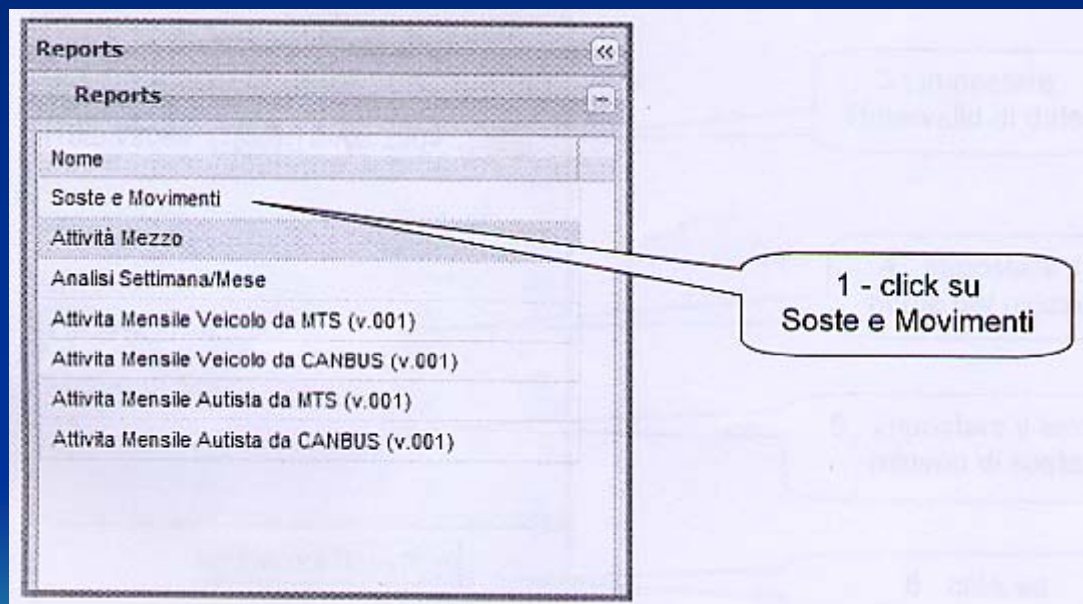 Reports
Reports
Nome
Soste e Movimenti
Attività Mezzo
Analisi Settimana/Mese
Attivita Mensile Veicolo da MTS (v.001)
Attivita Mensile Veicolo da CANBUS (v.001)
Attivita Mensile Autista da MTS (v.001)
Attivita Mensile Autista da CANBUS (v.001)
1 - click su
Soste e Movimenti